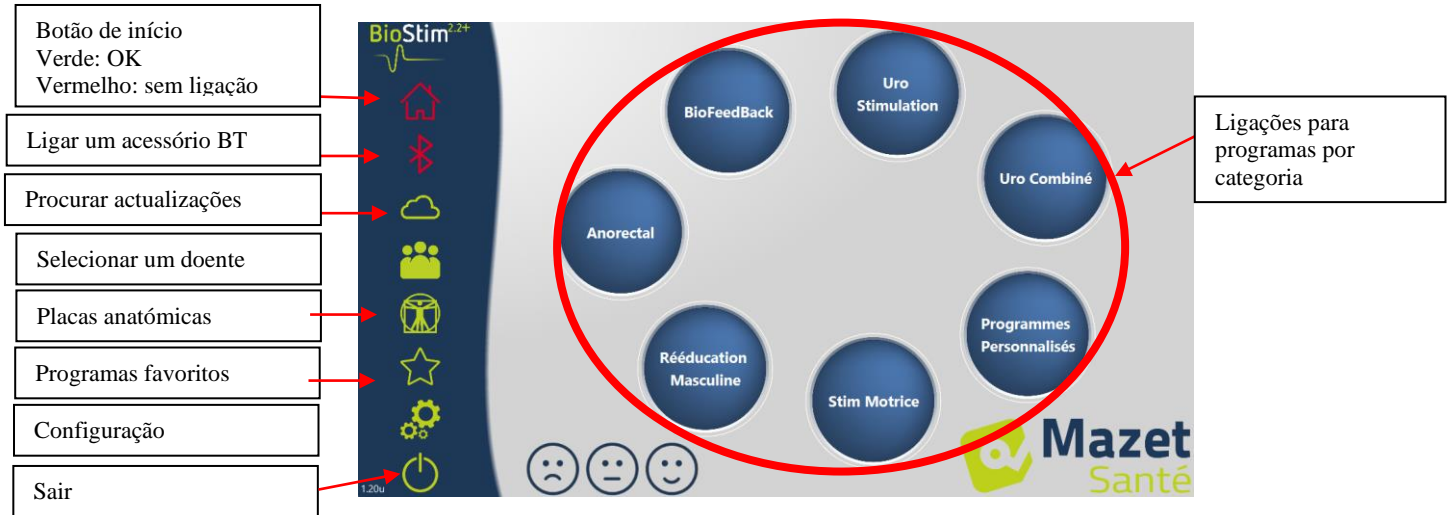 Botão de início
Verde: OK
Vermelho: sem ligação
Ligar um acessório BT
Procurar actualizações
Selecionar um doente
Placas anatómicas
Programas favoritos
Configuração
Sair
BioStim2.2+
1.20u
BioFeedBack
Uro
Stimulation
Uro Combiné
Anorectal
Programmes
Personnalisés
Rééducation
Masculine
Stim Motrice
Mazet
Santé
Ligações para
programas por
categoria